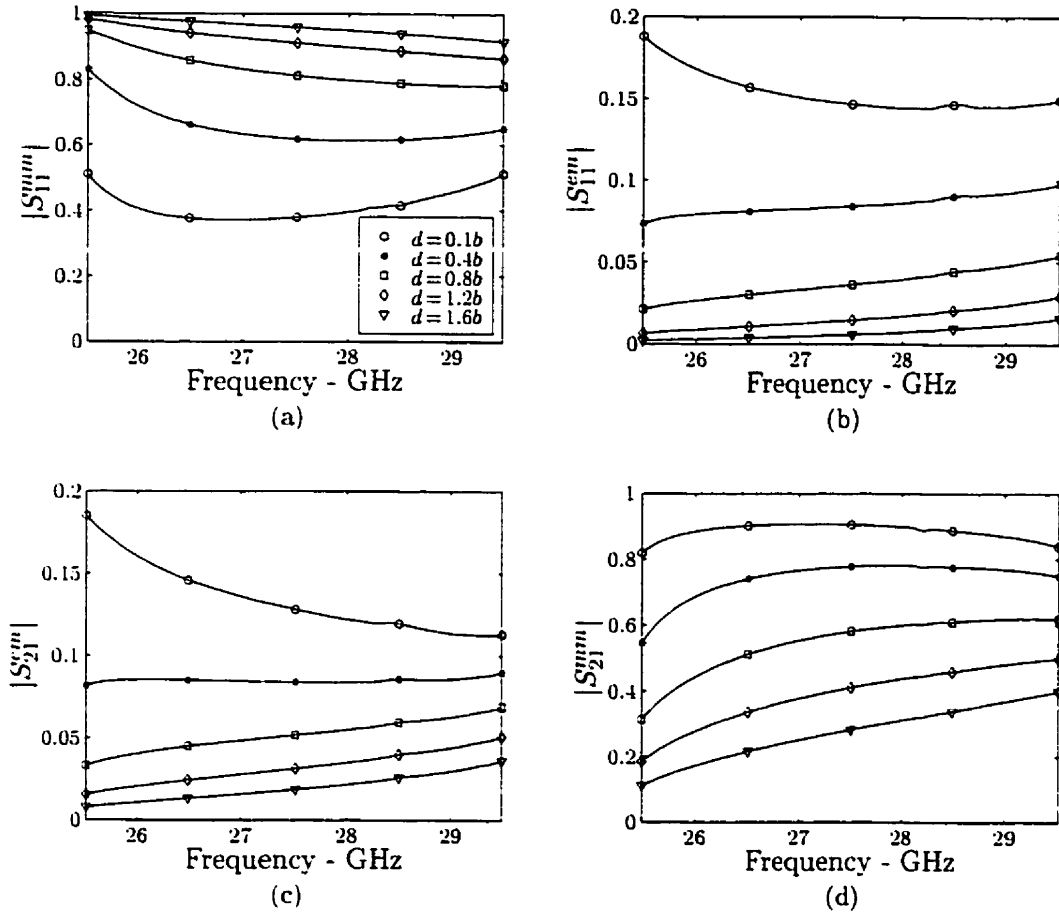 1
0.8
0.6
0.4
0.2
0
|S₁₁ᵐᵐ|
d=0.1b
d=0.4b
d=0.8b
d=1.2b
d=1.6b
26 27 28 29
Frequency - GHz
(a)
0.2
0.15
0.1
0.05
0
|S₁₁ᵉᵐ|
26 27 28 29
Frequency - GHz
(b)
0.2
0.15
0.1
0.05
0
|S₂₁ᵉᵐ|
26 27 28 29
Frequency - GHz
(c)
1
0.8
0.6
0.4
0.2
0
|S₂₁ᵐᵐ|
26 27 28 29
Frequency - GHz
(d)